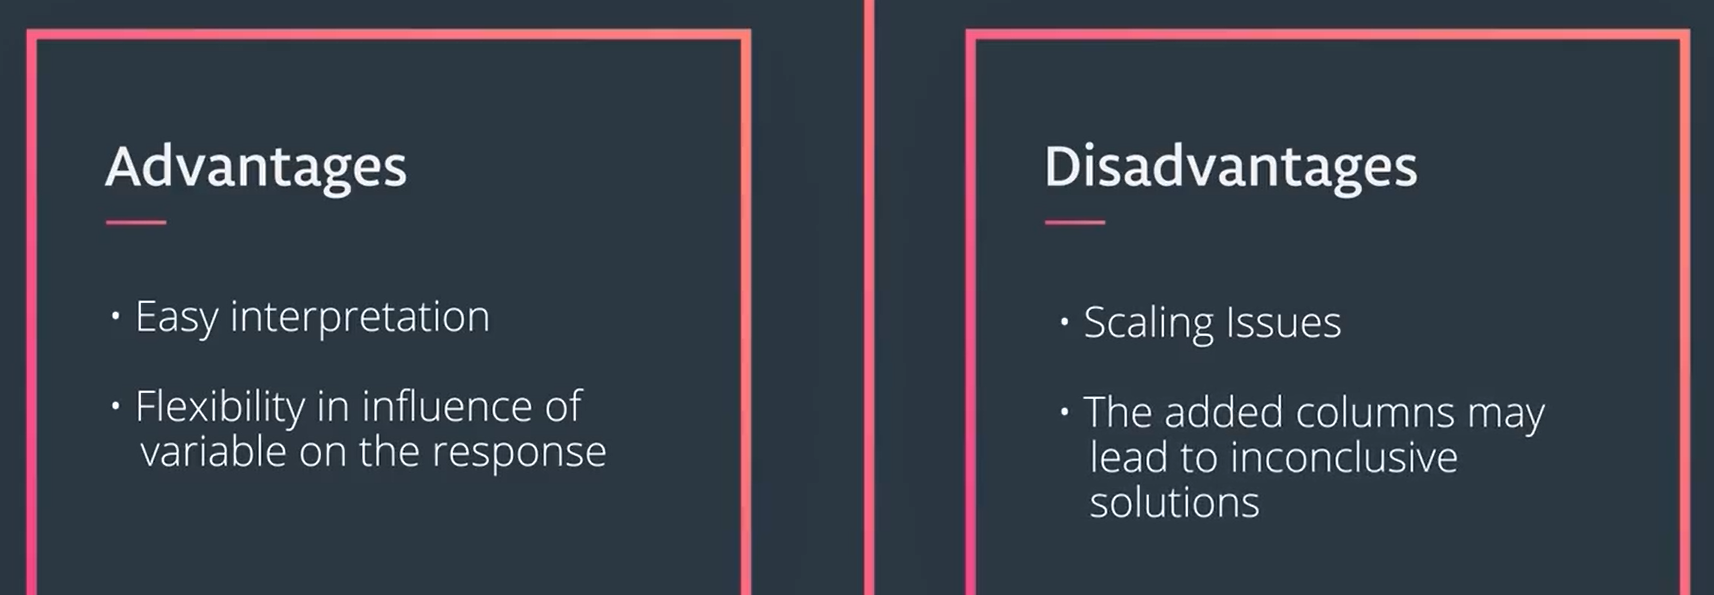 Advantages
• Easy interpretation
• Flexibility in influence of
variable on the response
Disadvantages
• Scaling Issues
• The added columns may
lead to inconclusive
solutions